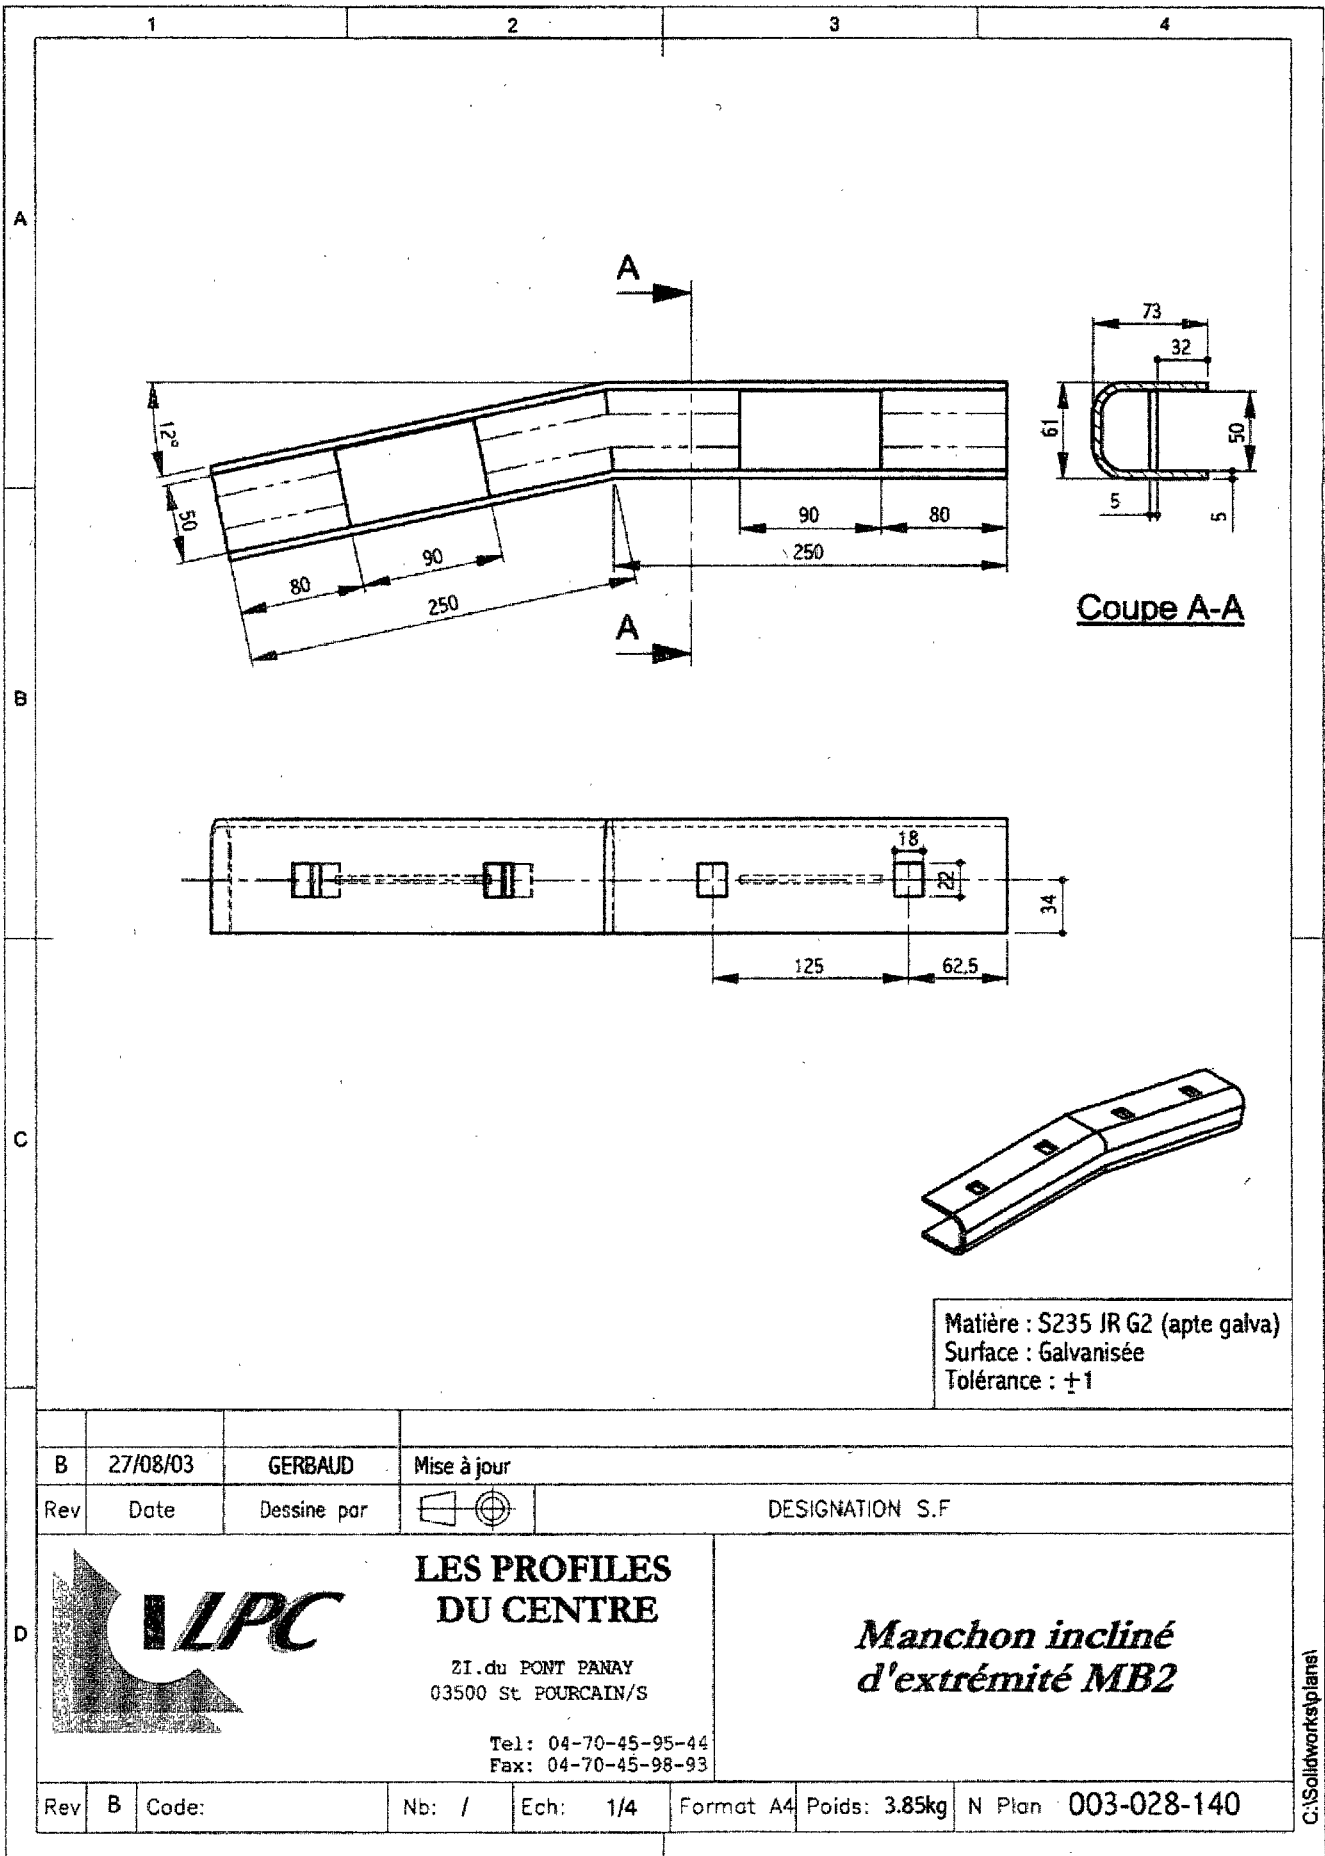 1 2 3 4
A
B
C
D
A
A
12°
50
80
90
250
90
80
250
73
32
61
50
5
5
Coupe A-A
18
22
34
125
62,5
Matière : S235 JR G2 (apte galva)
Surface : Galvanisée
Tolérance : ±1
B 27/08/03 GERBAUD Mise à jour
Rev Date Dessine par DESIGNATION S.F
LPC
LES PROFILES
DU CENTRE
ZI.du PONT PANAY
03500 St POURCAIN/S
Tel: 04-70-45-95-44
Fax: 04-70-45-98-93
Manchon incliné
d'extrémité MB2
Rev B Code: Nb: / Ech: 1/4 Format A4 Poids: 3.85kg N Plan 003-028-140
C:\Solidworks\plans\